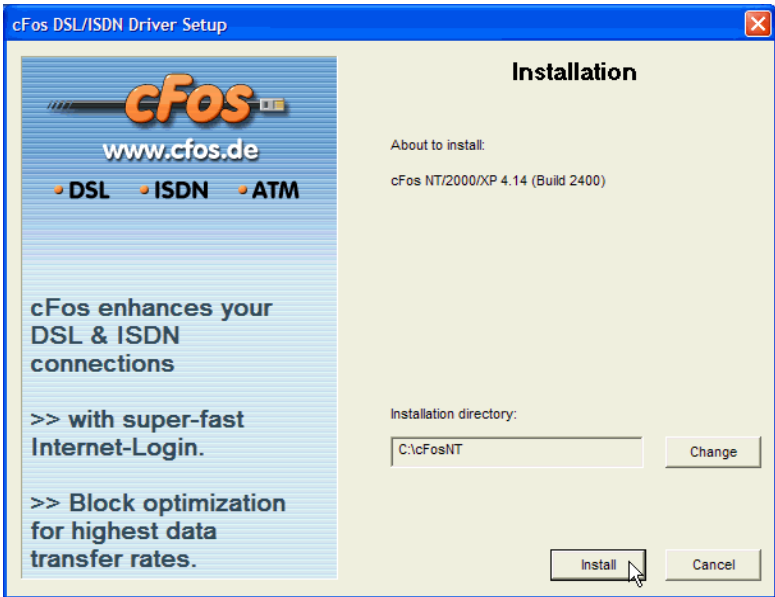 cFos DSL/ISDN Driver Setup
cFos
www.cfos.de
DSL ISDN ATM
cFos enhances your
DSL & ISDN
connections
>> with super-fast
Internet-Login.
>> Block optimization
for highest data
transfer rates.
Installation
About to install:
cFos NT/2000/XP 4.14 (Build 2400)
Installation directory:
C:\cFosNT
Change
Install
Cancel